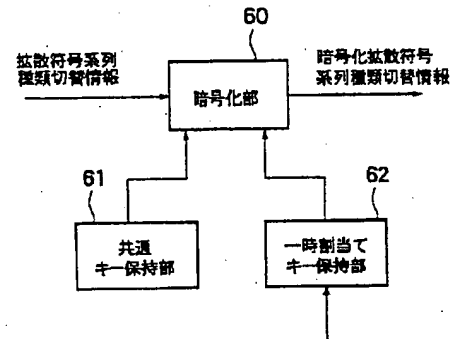 60
拡散符号系列
種類切替情報
暗号化部
暗号化拡散符号
系列種類切替情報
61
共通
キー保持部
62
一時割当て
キー保持部